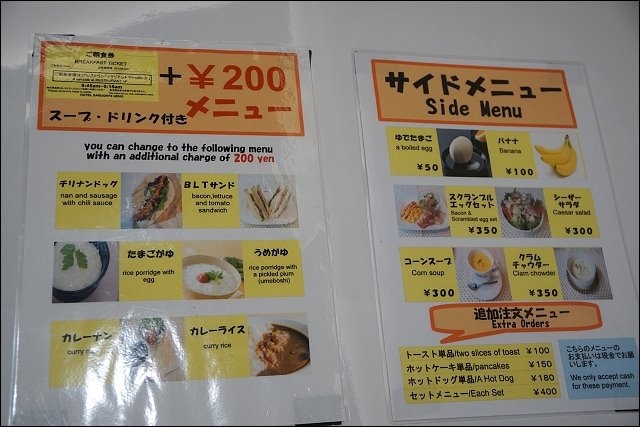 ご朝食券
BREAKFAST TICKET
+¥200
メニュー
スープ・ドリンク付き
you can change to the following menu
with an additional charge of 200 yen
チリナンドッグ
nan and sausage
with chili sauce
BLTサンド
bacon,lettuce
and tomato
sandwich
たまごがゆ
rice porridge with
egg
うめがゆ
rice porridge with
a pickled plum
(umeboshi)
カレーナン
curry
カレーライス
curry rice
サイドメニュー
Side Menu
ゆでたまご
a boiled egg
¥50
バナナ
Banana
¥100
スクランブル
エッグセット
Bacon &
Scrambled egg set
¥350
シーザー
サラダ
Caesar salad
¥300
コーンスープ
Corn soup
¥300
クラム
チャウダー
Clam chowder
¥350
追加注文メニュー
Extra Orders
トースト単品/two slices of toast ¥100
ホットケーキ単品/pancakes ¥150
ホットドッグ単品/A Hot Dog ¥180
セットメニュー/Each Set ¥400
こちらのメニューの
お支払いは現金でお願
いします。
We only accept cash
for these payment.